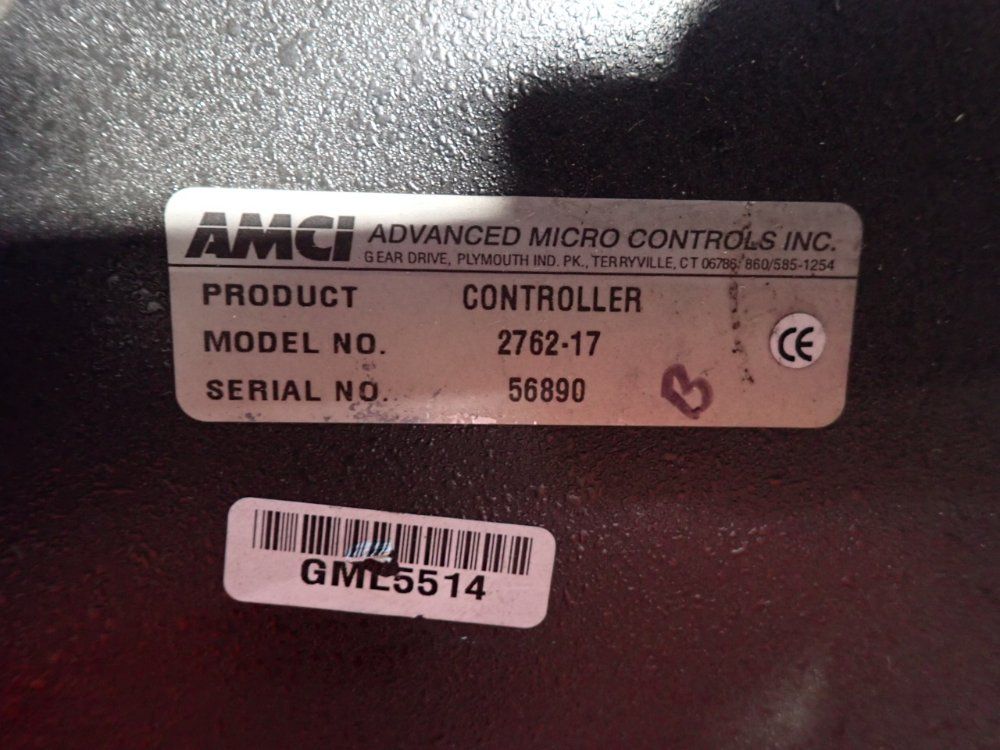 AMCI ADVANCED MICRO CONTROLS INC.
GEAR DRIVE, PLYMOUTH IND. PK., TERRYVILLE, CT 06786 860/585-1254
PRODUCT CONTROLLER
MODEL NO. 2762-17
SERIAL NO. 56890
B
CE
GML5514